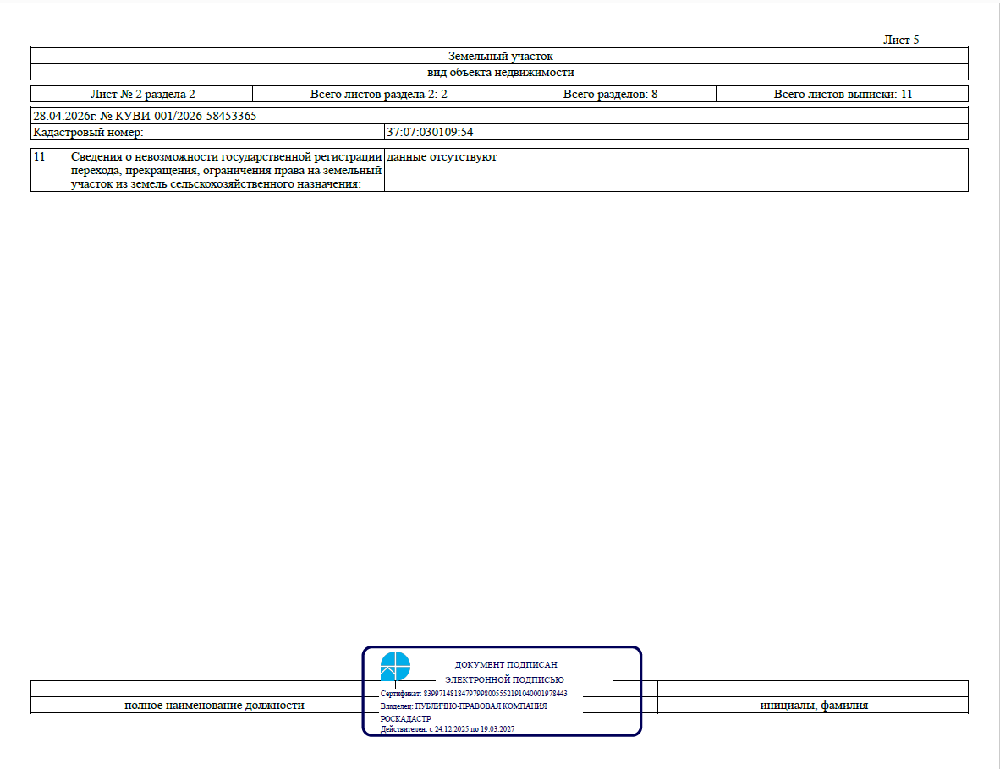 Лист 5
Земельный участок
вид объекта недвижимости
Лист № 2 раздела 2 Всего листов раздела 2: 2 Всего разделов: 8 Всего листов выписки: 11
28.04.2026г. № КУВИ-001/2026-58453365
Кадастровый номер: 37:07:030109:54
11 Сведения о невозможности государственной регистрации данные отсутствуют
перехода, прекращения, ограничения права на земельный
участок из земель сельскохозяйственного назначения:
ДОКУМЕНТ ПОДПИСАН
ЭЛЕКТРОННОЙ ПОДПИСЬЮ
Сертификат: 83997148184797998005552191040001978443
Владелец: ПУБЛИЧНО-ПРАВОВАЯ КОМПАНИЯ
РОСКАДАСТР
Действителен: с 24.12.2025 по 19.03.2027
полное наименование должности инициалы, фамилия